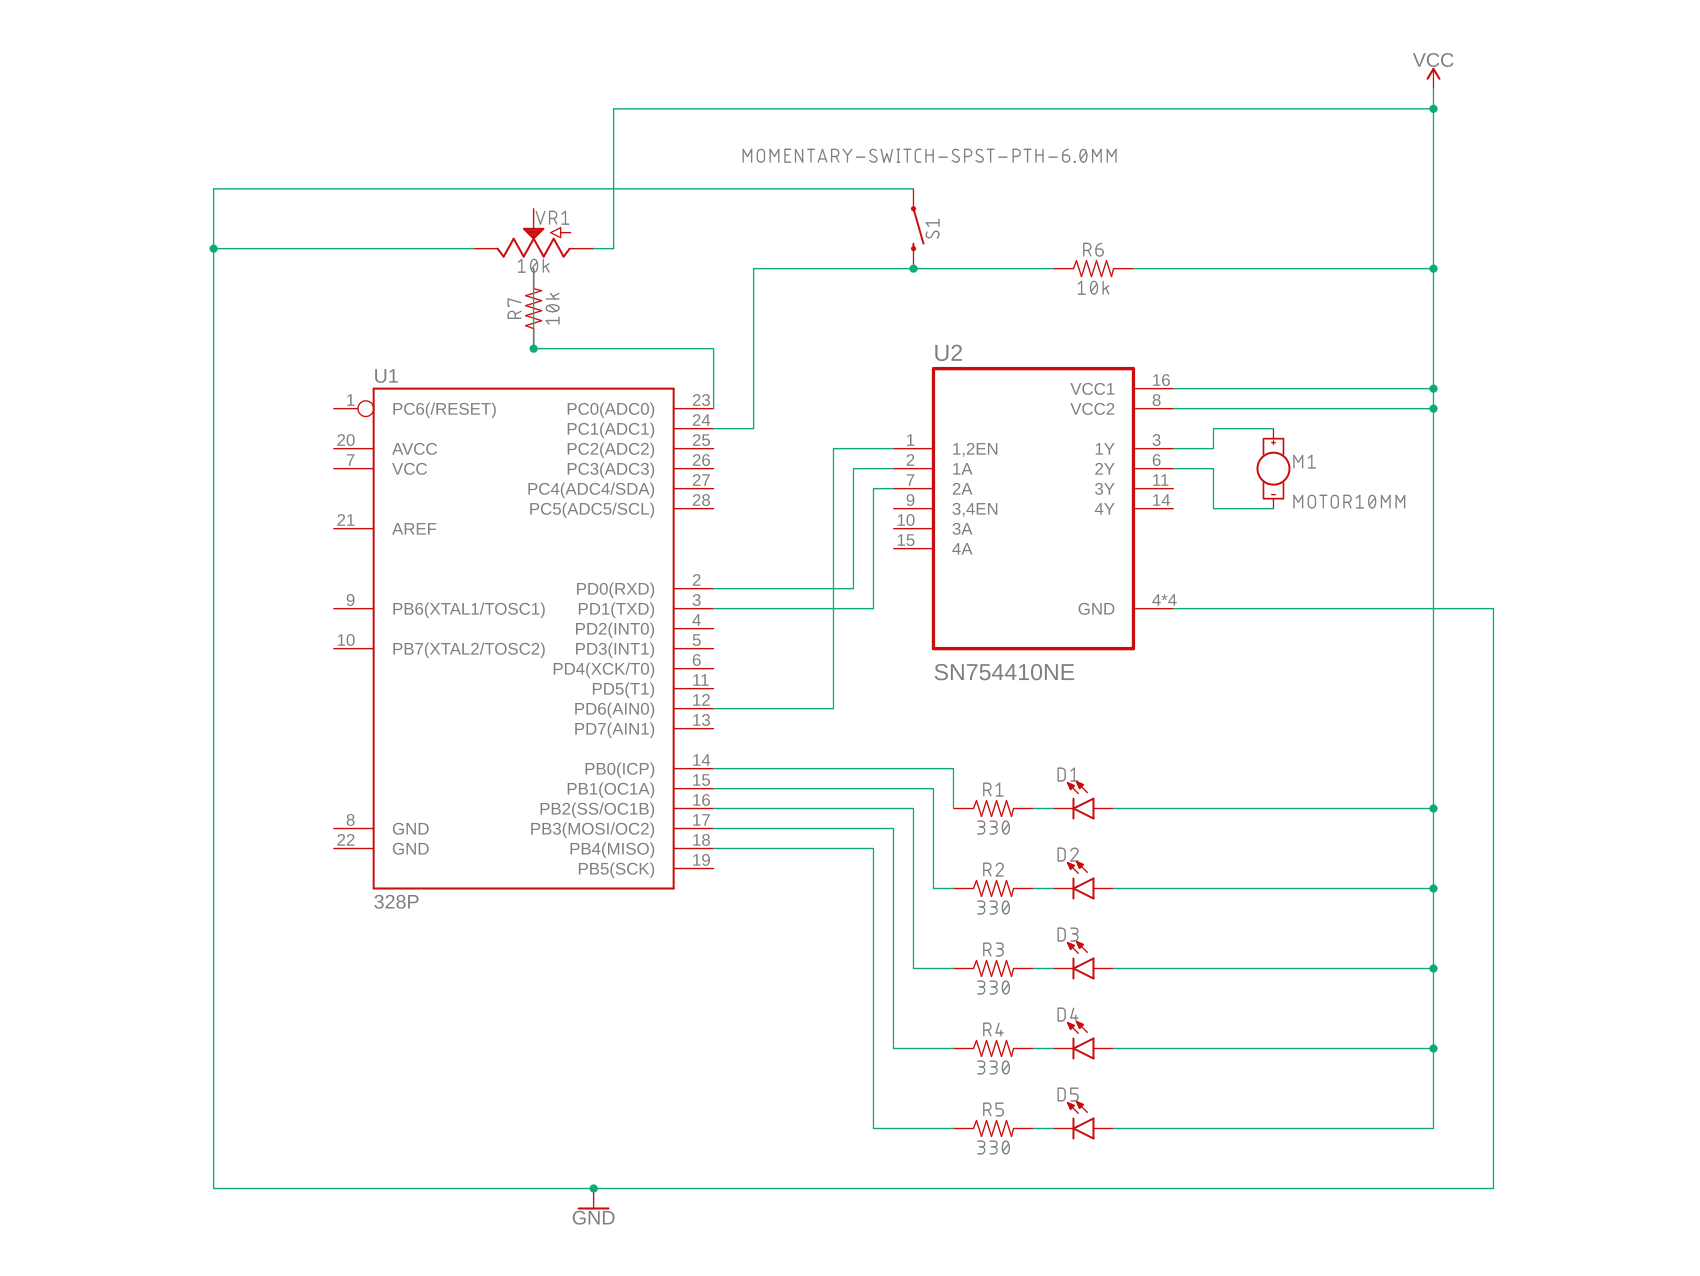 VCC
MOMENTARY-SWITCH-SPST-PTH-6.0MM
VR1
10k
S1
R6
10k
R7
10k
U1
1 PC6(/RESET)
20 AVCC
7 VCC
21 AREF
9 PB6(XTAL1/TOSC1)
10 PB7(XTAL2/TOSC2)
8 GND
22 GND
PC0(ADC0) 23
PC1(ADC1) 24
PC2(ADC2) 25
PC3(ADC3) 26
PC4(ADC4/SDA) 27
PC5(ADC5/SCL) 28
PD0(RXD) 2
PD1(TXD) 3
PD2(INT0) 4
PD3(INT1) 5
PD4(XCK/T0) 6
PD5(T1) 11
PD6(AIN0) 12
PD7(AIN1) 13
PB0(ICP) 14
PB1(OC1A) 15
PB2(SS/OC1B) 16
PB3(MOSI/OC2) 17
PB4(MISO) 18
PB5(SCK) 19
328P
U2
1 1,2EN
2 1A
7 2A
9 3,4EN
10 3A
15 4A
VCC1 16
VCC2 8
1Y 3
2Y 6
3Y 11
4Y 14
GND 4*4
SN754410NE
+
M1
-
MOTOR10MM
R1
330
D1
R2
330
D2
R3
330
D3
R4
330
D4
R5
330
D5
GND